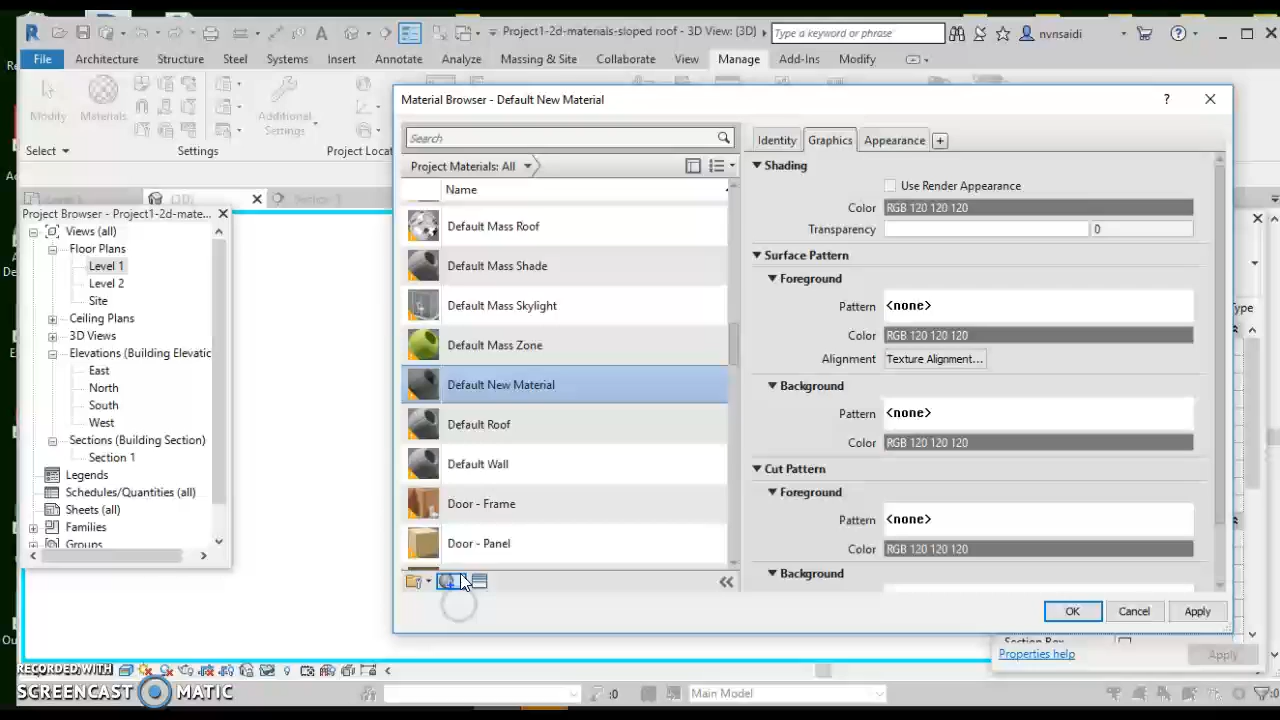 Project1-2d-materials-sloped roof - 3D View: {3D}
Type a keyword or phrase
nvnsaidi
File Architecture Structure Steel Systems Insert Annotate Analyze Massing & Site Collaborate View Manage Add-Ins Modify
Modify
Materials
Additional
Settings
Select
Settings
Project Locat
Material Browser - Default New Material
?
Search
Project Materials: All
Name
Default Mass Roof
Default Mass Shade
Default Mass Skylight
Default Mass Zone
Default New Material
Default Roof
Default Wall
Door - Frame
Door - Panel
Identity Graphics Appearance
Shading
Use Render Appearance
Color RGB 120 120 120
Transparency 0
Surface Pattern
Foreground
Pattern <none>
Color RGB 120 120 120
Alignment Texture Alignment...
Background
Pattern <none>
Color RGB 120 120 120
Cut Pattern
Foreground
Pattern <none>
Color RGB 120 120 120
Background
OK Cancel Apply
Project Browser - Project1-2d-mate...
Views (all)
Floor Plans
Level 1
Level 2
Site
Ceiling Plans
3D Views
Elevations (Building Elevatic
East
North
South
West
Sections (Building Section)
Section 1
Legends
Schedules/Quantities (all)
Sheets (all)
Families
Groups
Properties help
Apply
RECORDED WITH
SCREENCAST MATIC
:0
Main Model
:0